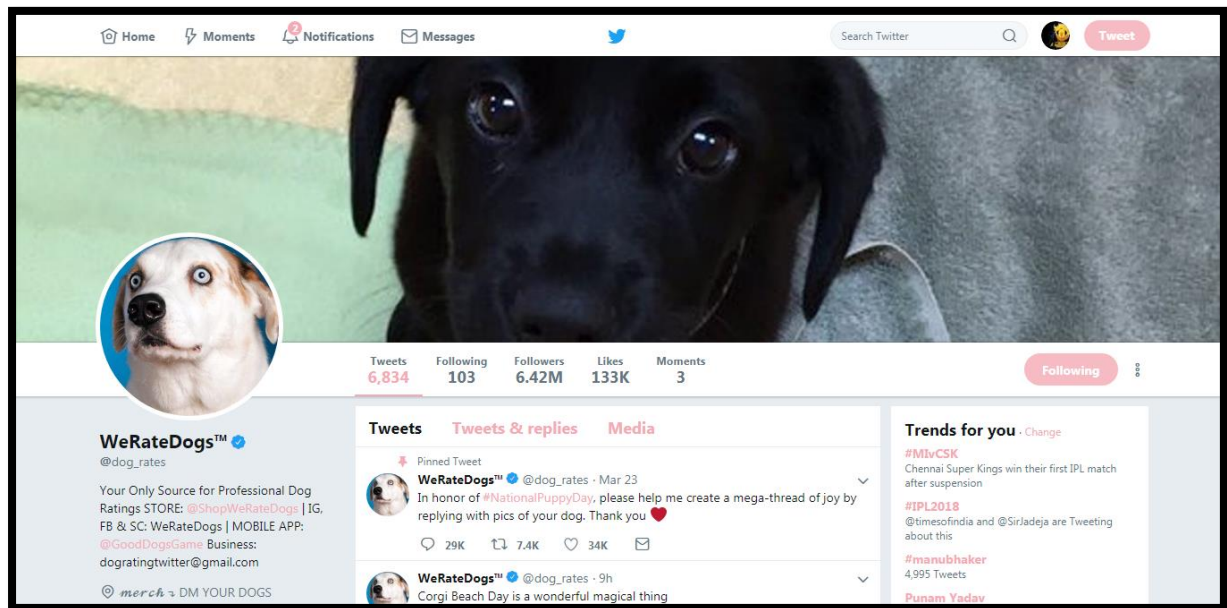 Home Moments 2 Notifications Messages Search Twitter Tweet
Tweets Following Followers Likes Moments
6,834 103 6.42M 133K 3
Following
WeRateDogs™
@dog_rates
Your Only Source for Professional Dog
Ratings STORE: @ShopWeRateDogs | IG,
FB & SC: WeRateDogs | MOBILE APP:
@GoodDogsGame Business:
dogratingtwitter@gmail.com
merch ⤵ DM YOUR DOGS
Tweets Tweets & replies Media
Pinned Tweet
WeRateDogs™ @dog_rates · Mar 23
In honor of #NationalPuppyDay, please help me create a mega-thread of joy by
replying with pics of your dog. Thank you ❤
29K 7.4K 34K
WeRateDogs™ @dog_rates · 9h
Corgi Beach Day is a wonderful magical thing
Trends for you · Change
#MIvCSK
Chennai Super Kings win their first IPL match
after suspension
#IPL2018
@timesofindia and @SirJadeja are Tweeting
about this
#manubhaker
4,995 Tweets
Punam Yadav